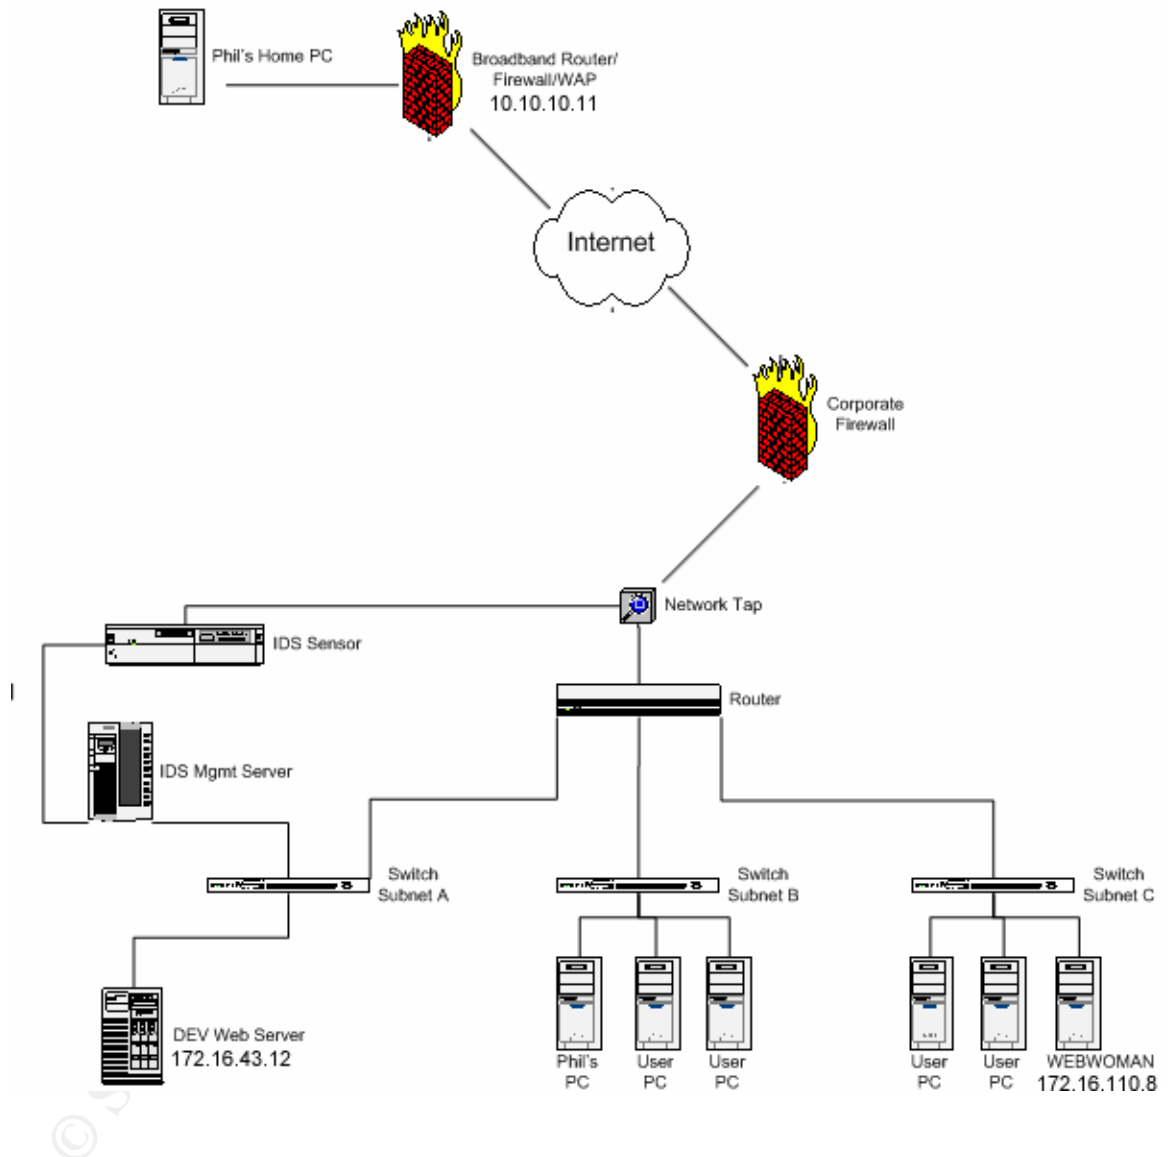 Phil's Home PC
Broadband Router/
Firewall/WAP
10.10.10.11
Internet
Corporate
Firewall
Network Tap
IDS Sensor
Router
IDS Mgmt Server
Switch
Subnet A
Switch
Subnet B
Switch
Subnet C
DEV Web Server
172.16.43.12
Phil's
PC
User
PC
User
PC
User
PC
User
PC
WEBWOMAN
172.16.110.8
©